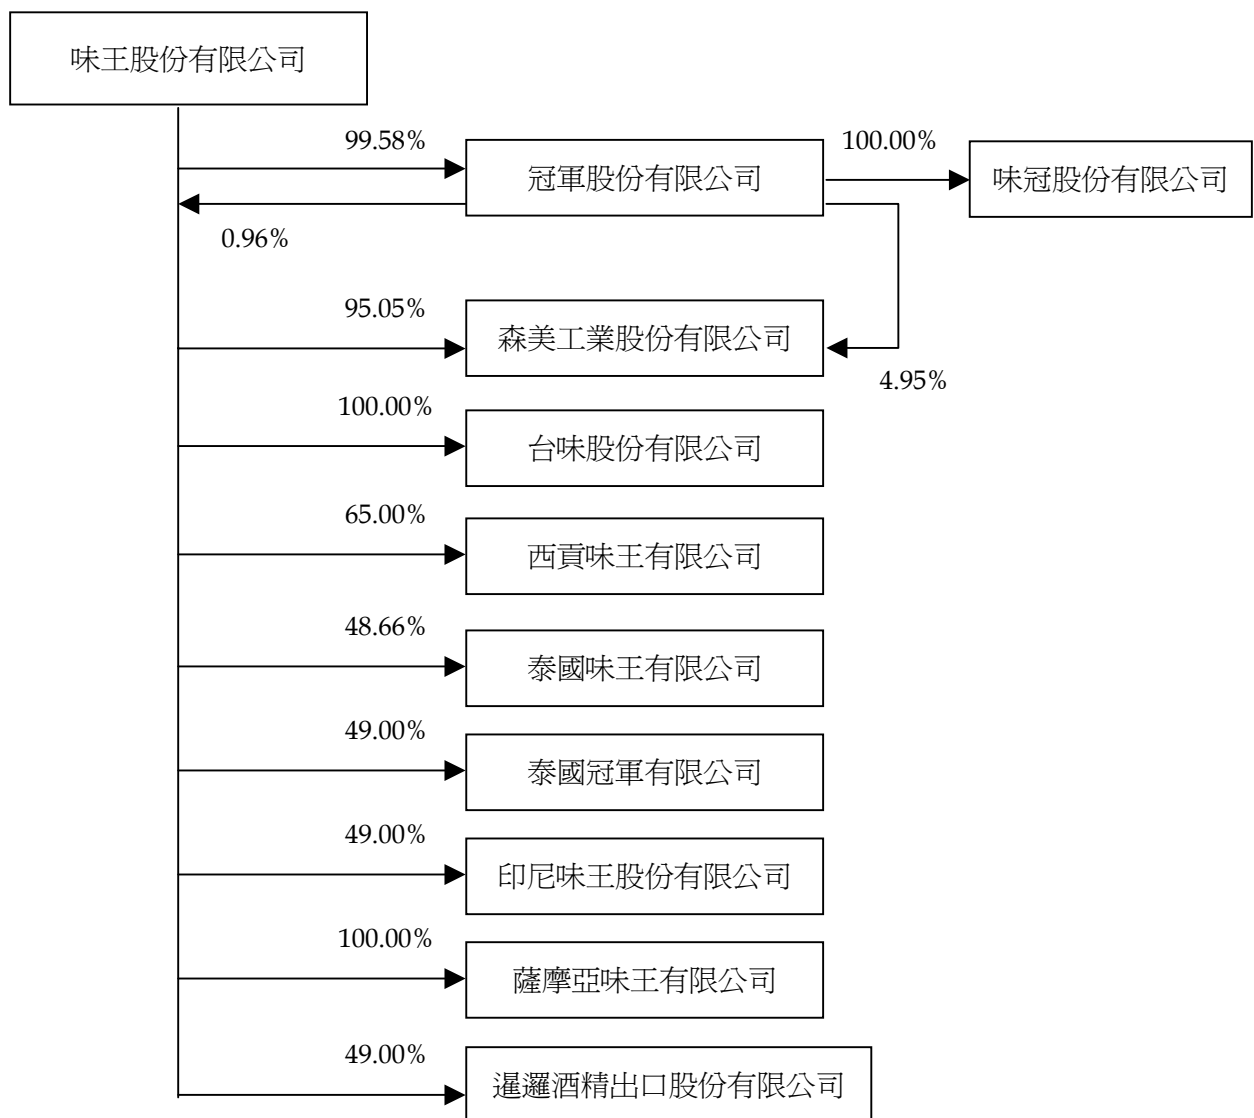 味王股份有限公司
99.58%
冠軍股份有限公司
100.00%
味冠股份有限公司
0.96%
95.05%
森美工業股份有限公司
4.95%
100.00%
台味股份有限公司
65.00%
西貢味王有限公司
48.66%
泰國味王有限公司
49.00%
泰國冠軍有限公司
49.00%
印尼味王股份有限公司
100.00%
薩摩亞味王有限公司
49.00%
暹邏酒精出口股份有限公司